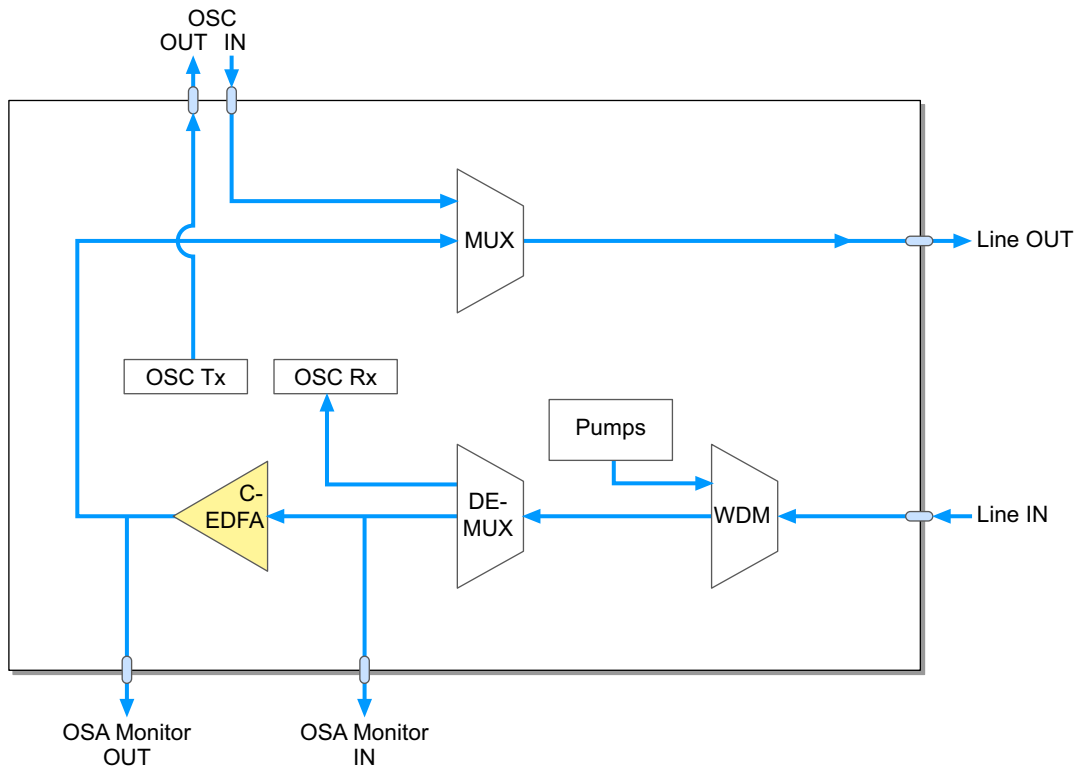 OSC
OUT IN
MUX
Line OUT
OSC Tx
OSC Rx
Pumps
C-
EDFA
DE-
MUX
WDM
Line IN
OSA Monitor
OUT
OSA Monitor
IN